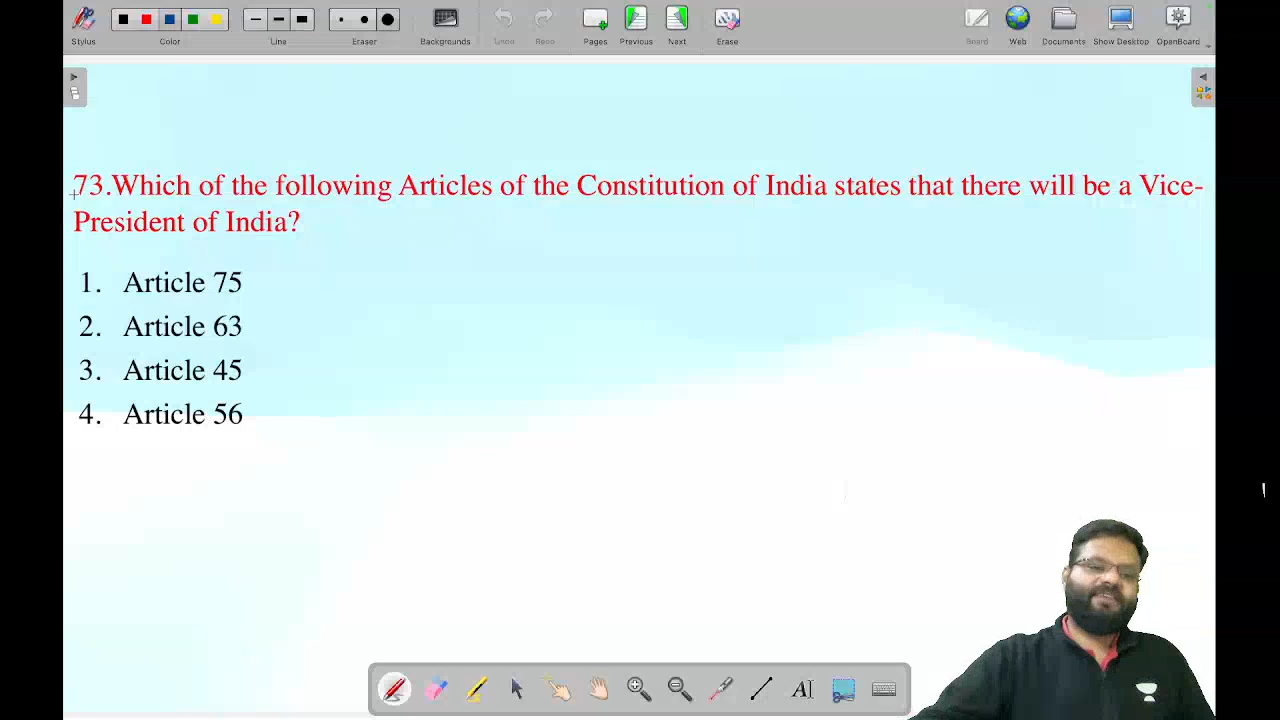 Stylus
Color
Line
Eraser
Backgrounds
Undo
Redo
Pages
Previous
Next
Erase
Board
Web
Documents
Show Desktop
OpenBoard
73.Which of the following Articles of the Constitution of India states that there will be a Vice-
President of India?
1. Article 75
2. Article 63
3. Article 45
4. Article 56
AI